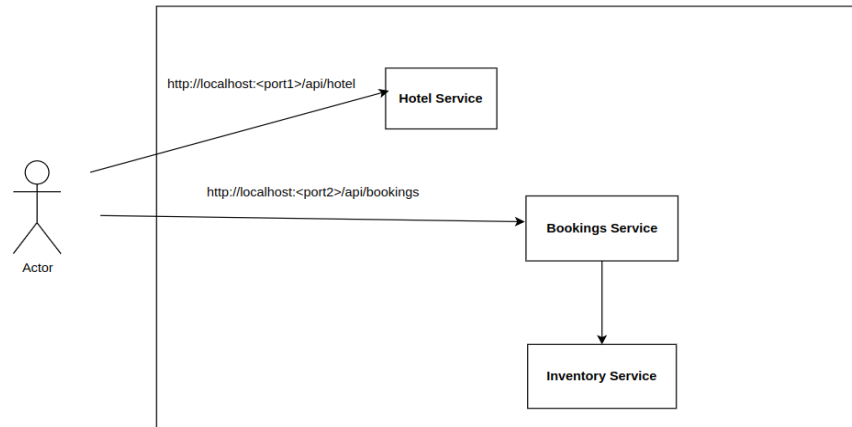 http://localhost:<port1>/api/hotel
Hotel Service
http://localhost:<port2>/api/bookings
Bookings Service
Actor
Inventory Service